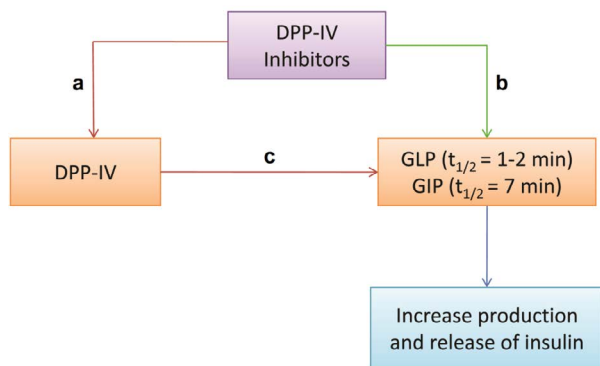 DPP-IV
Inhibitors
a
b
DPP-IV
c
GLP (t1/2 = 1-2 min)
GIP (t1/2 = 7 min)
Increase production
and release of insulin